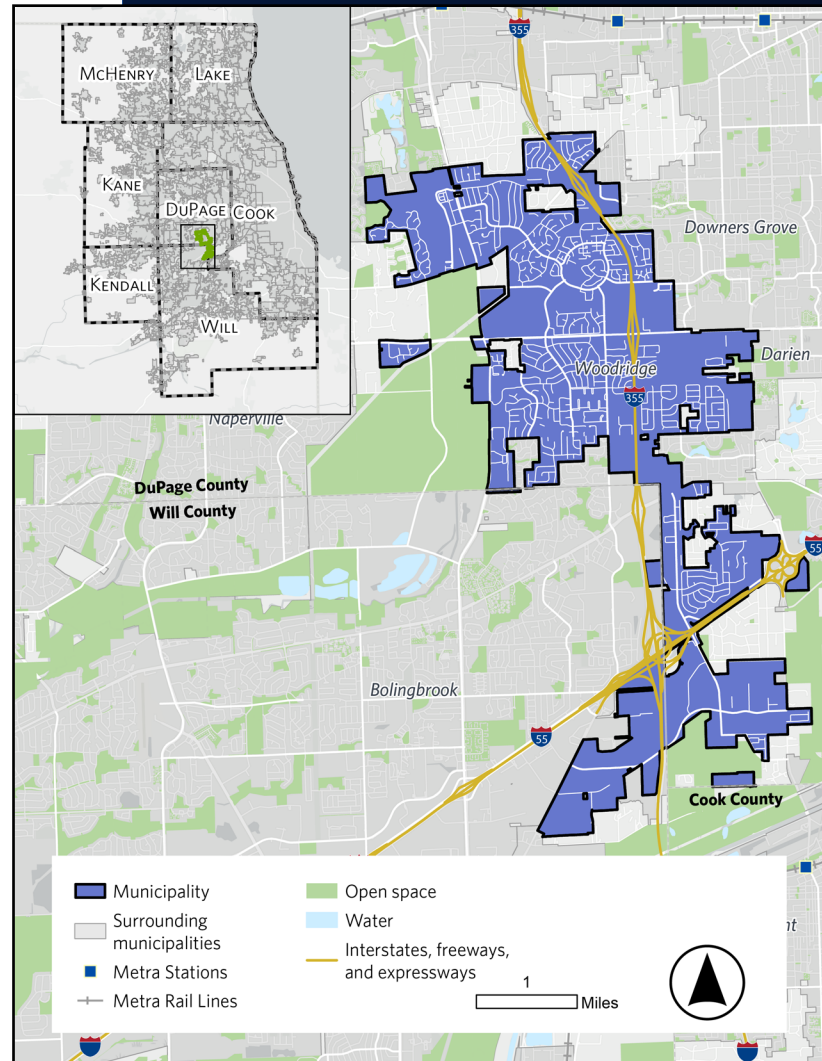 McHenry
Lake
Kane
DuPage
Cook
Kendall
Will
355
Downers Grove
Darien
Woodridge
355
Naperville
DuPage County
Will County
55
Bolingbrook
55
Cook County
Municipality
Surrounding
municipalities
Metra Stations
Metra Rail Lines
Open space
Water
Interstates, freeways,
and expressways
1
Miles
nt